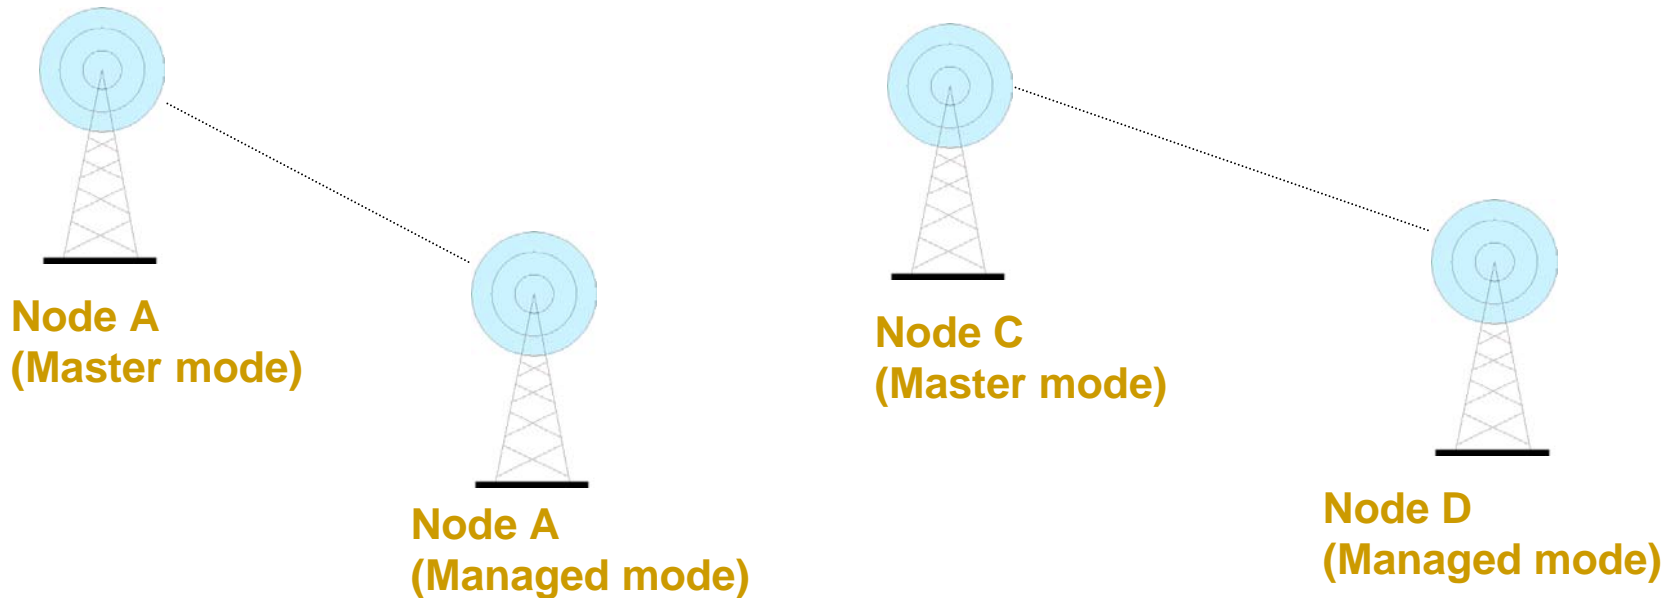 Node A
(Master mode)
Node A
(Managed mode)
Node C
(Master mode)
Node D
(Managed mode)